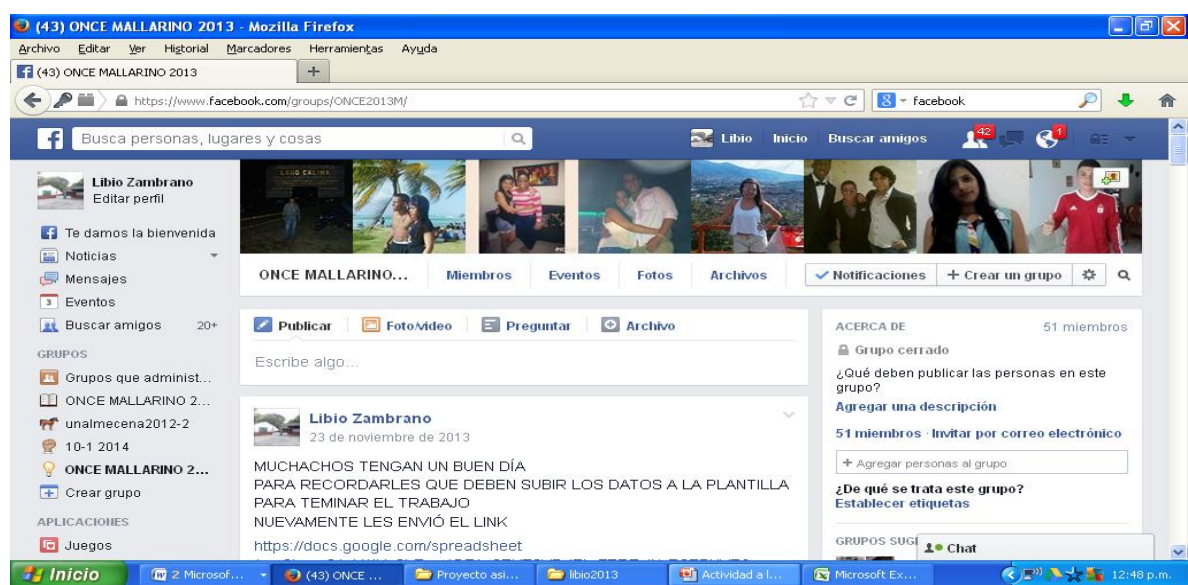 (43) ONCE MALLARINO 2013 - Mozilla Firefox
Archivo Editar Ver Historial Marcadores Herramientas Ayuda
(43) ONCE MALLARINO 2013
https://www.facebook.com/groups/ONCE2013M/
facebook
Busca personas, lugares y cosas
Libio Inicio Buscar amigos 42 1
Libio Zambrano
Editar perfil
Te damos la bienvenida
Noticias
Mensajes
3 Eventos
Buscar amigos 20+
GRUPOS
Grupos que administ...
ONCE MALLARINO 2...
unalmecena2012-2
10-1 2014
ONCE MALLARINO 2...
Crear grupo
APLICACIONES
Juegos
LAGO CALIMA
ONCE MALLARINO... Miembros Eventos Fotos Archivos Notificaciones + Crear un grupo
Publicar Foto/video Preguntar Archivo
Escribe algo...
Libio Zambrano
23 de noviembre de 2013
MUCHACHOS TENGAN UN BUEN DÍA
PARA RECORDARLES QUE DEBEN SUBIR LOS DATOS A LA PLANTILLA
PARA TEMINAR EL TRABAJO
NUEVAMENTE LES ENVIÓ EL LINK
https://docs.google.com/spreadsheet
ACERCA DE 51 miembros
Grupo cerrado
¿Qué deben publicar las personas en este
grupo?
Agregar una descripción
51 miembros · Invitar por correo electrónico
+ Agregar personas al grupo
¿De qué se trata este grupo?
Establecer etiquetas
GRUPOS SUGE
Chat
Inicio 2 Microsof... (43) ONCE ... Proyecto asi... libio2013 Actividad a l... Microsoft Ex... 12:48 p.m.